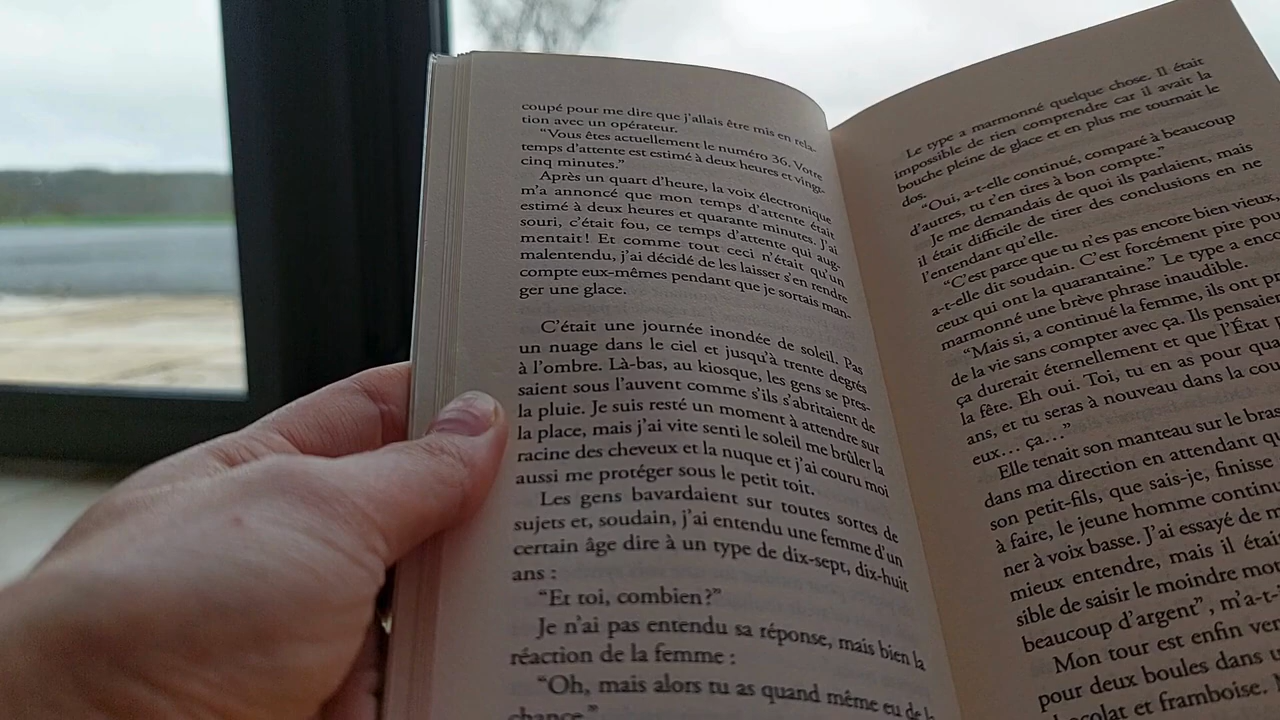 coupé pour me dire que j'allais être mis en rela-
tion avec un opérateur.
“Vous êtes actuellement le numéro 36. Votre
temps d'attente est estimé à deux heures et vingt-
cinq minutes.”
Après un quart d'heure, la voix électronique
m'a annoncé que mon temps d'attente était
estimé à deux heures et quarante minutes. J'ai
souri, c'était fou, ce temps d'attente qui aug-
mentait! Et comme tout ceci n'était qu'un
malentendu, j'ai décidé de les laisser s'en rendre
compte eux-mêmes pendant que je sortais man-
ger une glace.
C'était une journée inondée de soleil. Pas
un nuage dans le ciel et jusqu'à trente degrés
à l'ombre. Là-bas, au kiosque, les gens se pres-
saient sous l'auvent comme s'ils s'abritaient de
la pluie. Je suis resté un moment à attendre sur
la place, mais j'ai vite senti le soleil me brûler la
racine des cheveux et la nuque et j'ai couru moi
aussi me protéger sous le petit toit.
Les gens bavardaient sur toutes sortes de
sujets et, soudain, j'ai entendu une femme d'un
certain âge dire à un type de dix-sept, dix-huit
ans :
“Et toi, combien?”
Je n'ai pas entendu sa réponse, mais bien la
réaction de la femme :
“Oh, mais alors tu as quand même eu de la
chance.”
Le type a marmonné quelque chose. Il était
impossible de rien comprendre car il avait la
bouche pleine de glace et en plus me tournait le
dos.
“Oui, a-t-elle continué, comparé à beaucoup
d'autres, tu t'en tires à bon compte.”
Je me demandais de quoi ils parlaient, mais
il était difficile de tirer des conclusions en ne
l'entendant qu'elle.
“C'est parce que tu n'es pas encore bien vieux,
a-t-elle dit soudain. C'est forcément pire pour
ceux qui ont la quarantaine.” Le type a enco
marmonné une brève phrase inaudible.
“Mais si, a continué la femme, ils ont pr
de la vie sans compter avec ça. Ils pensaie
ça durerait éternellement et que l'État p
la fête. Eh oui. Toi, tu en as pour qua
ans, et tu seras à nouveau dans la cou
eux… ça…”
Elle tenait son manteau sur le bras
dans ma direction en attendant qu
son petit-fils, que sais-je, finisse
à faire, le jeune homme continu
ner à voix basse. J'ai essayé de m
mieux entendre, mais il étai
sible de saisir le moindre mot
beaucoup d'argent”, m'a-t-
Mon tour est enfin ven
pour deux boules dans u
colat et framboise.